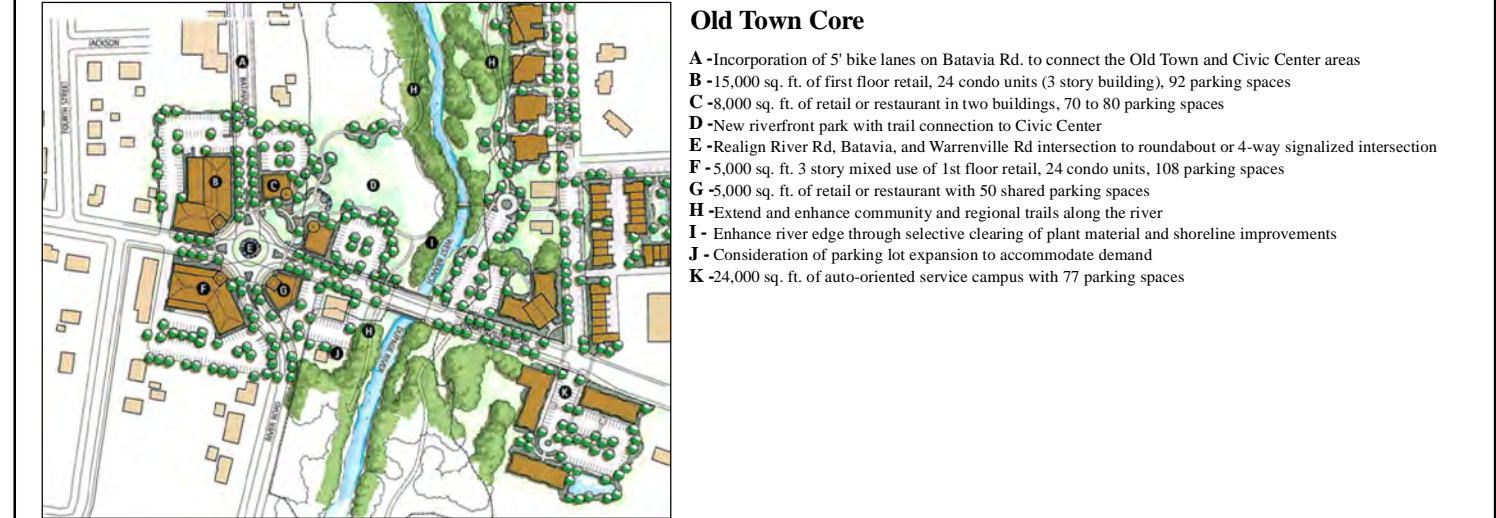 Old Town Core
A -Incorporation of 5' bike lanes on Batavia Rd. to connect the Old Town and Civic Center areas
B -15,000 sq. ft. of first floor retail, 24 condo units (3 story building), 92 parking spaces
C -8,000 sq. ft. of retail or restaurant in two buildings, 70 to 80 parking spaces
D -New riverfront park with trail connection to Civic Center
E -Realign River Rd, Batavia, and Warrenville Rd intersection to roundabout or 4-way signalized intersection
F -5,000 sq. ft. 3 story mixed use of 1st floor retail, 24 condo units, 108 parking spaces
G -5,000 sq. ft. of retail or restaurant with 50 shared parking spaces
H -Extend and enhance community and regional trails along the river
I - Enhance river edge through selective clearing of plant material and shoreline improvements
J - Consideration of parking lot expansion to accommodate demand
K -24,000 sq. ft. of auto-oriented service campus with 77 parking spaces
JACKSON
FOURTH STREET
A
BATAVIA
H
H
B
C
D
E
I
F
G
H
J
DUPAGE RIVER
K
RIVER ROAD